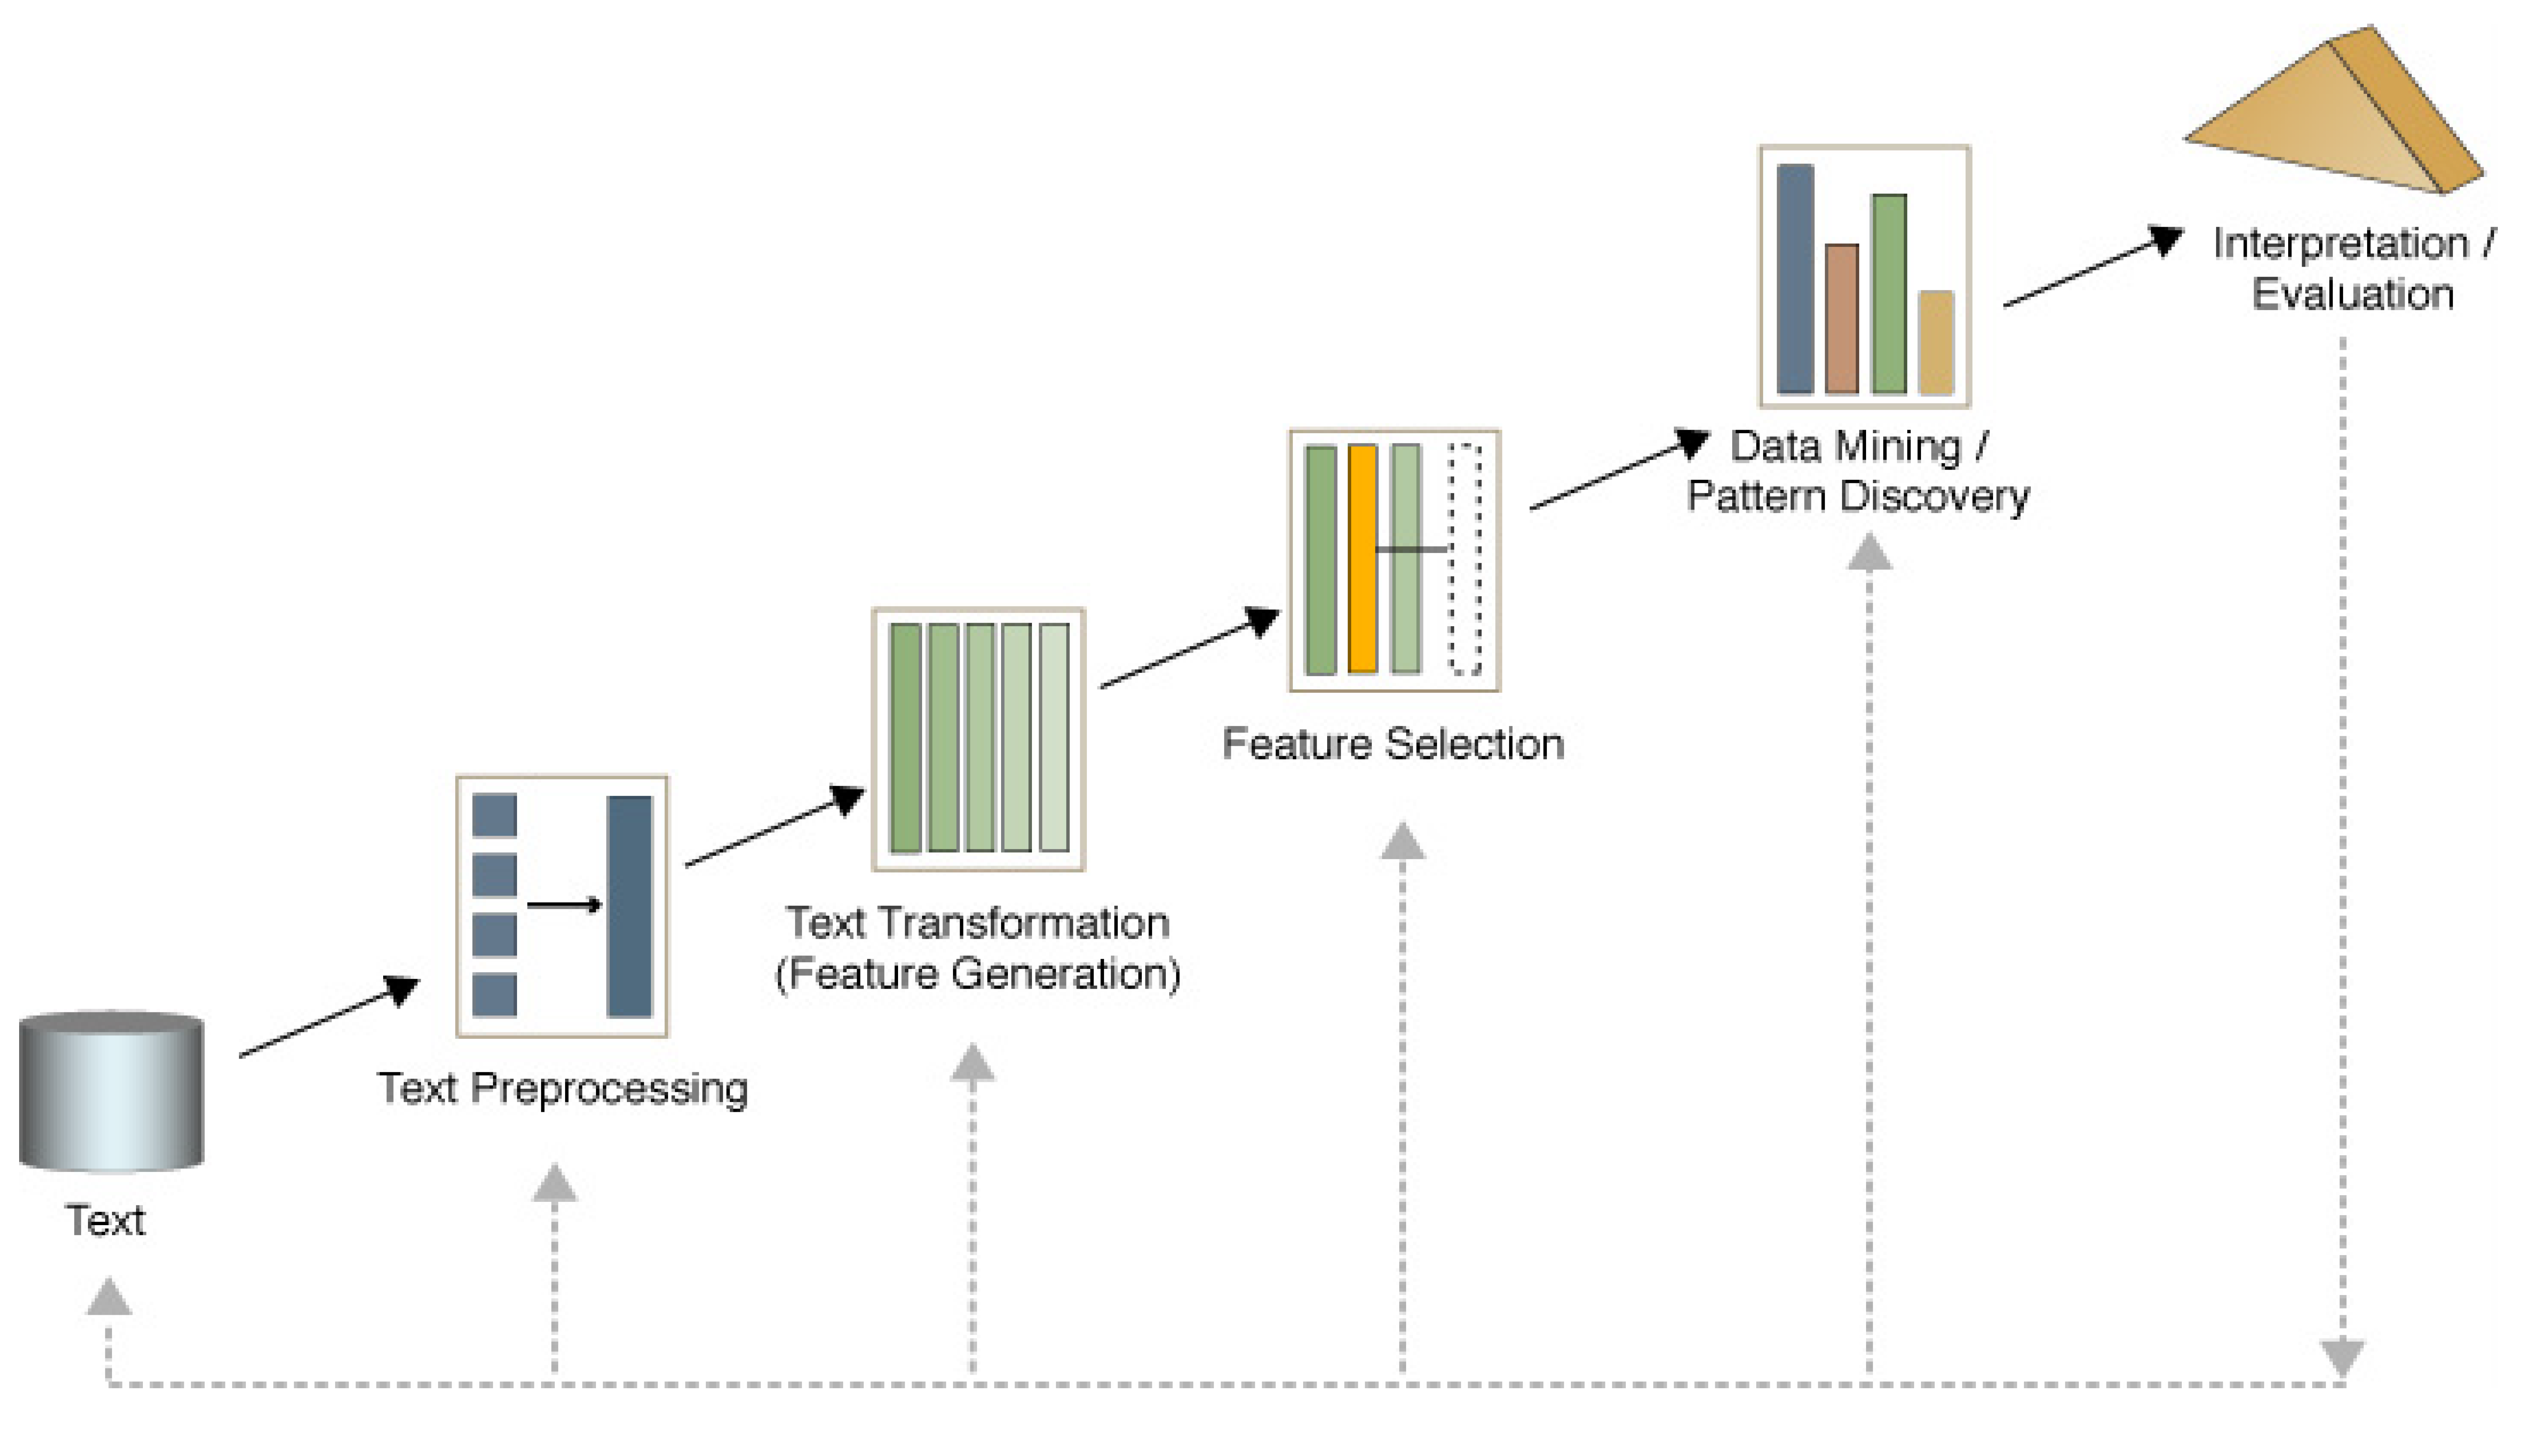 Text
Text Preprocessing
Text Transformation
(Feature Generation)
Feature Selection
Data Mining /
Pattern Discovery
Interpretation /
Evaluation